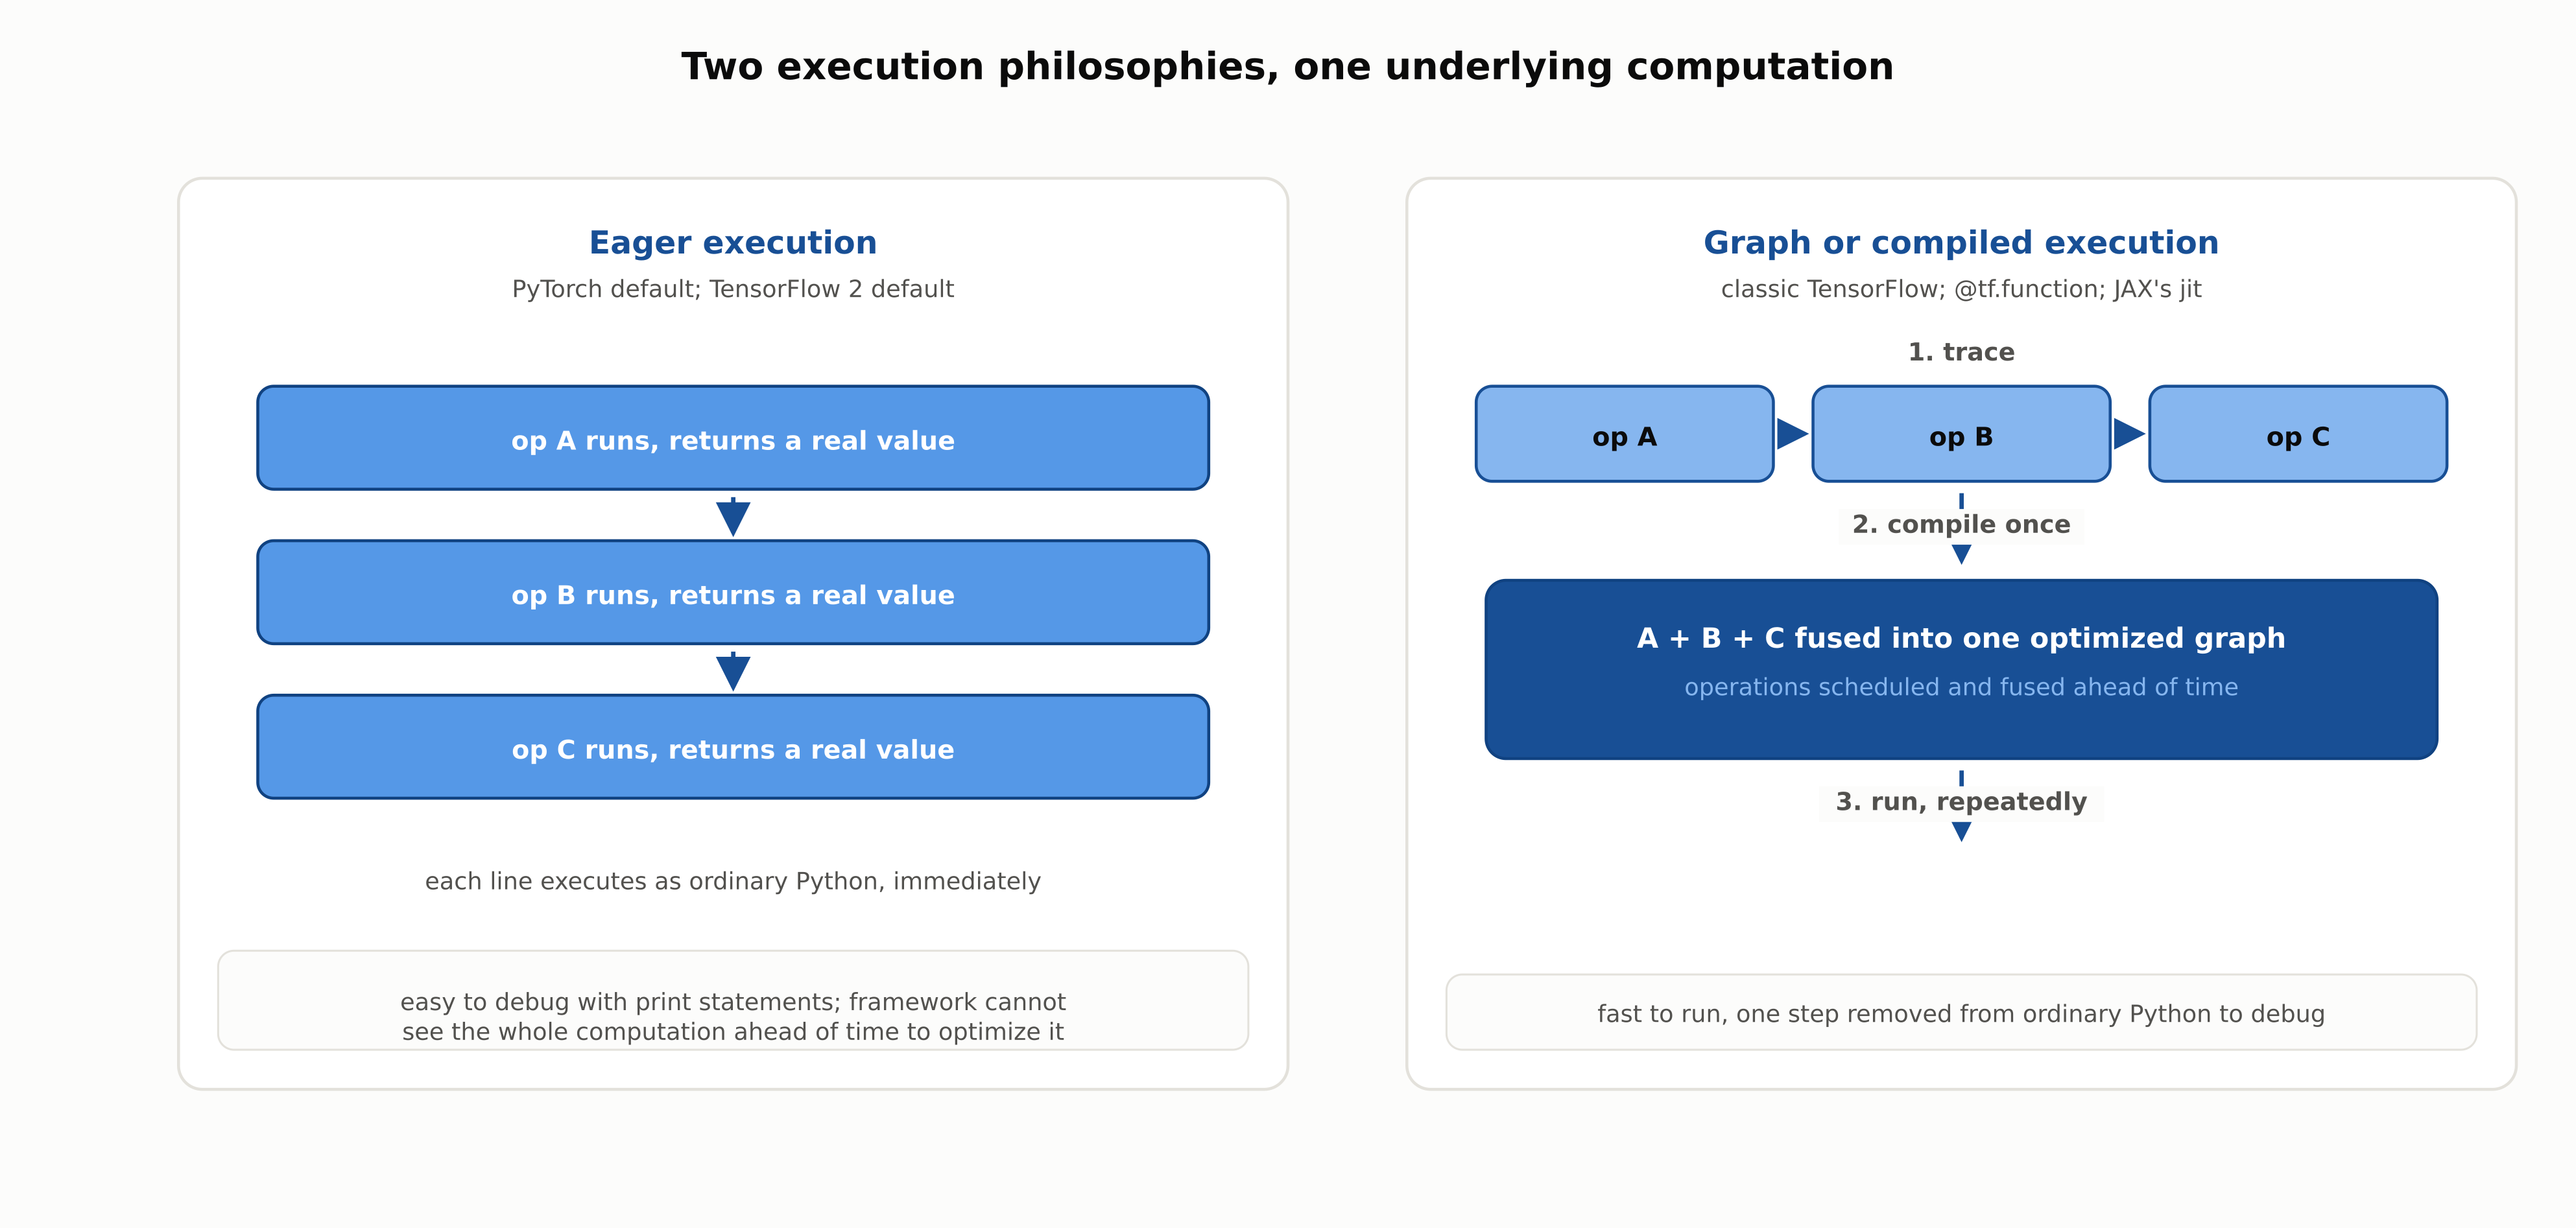 Two execution philosophies, one underlying computation
Eager execution
PyTorch default; TensorFlow 2 default
op A runs, returns a real value
op B runs, returns a real value
op C runs, returns a real value
each line executes as ordinary Python, immediately
easy to debug with print statements; framework cannot
see the whole computation ahead of time to optimize it
Graph or compiled execution
classic TensorFlow; @tf.function; JAX's jit
1. trace
op A
op B
op C
2. compile once
A + B + C fused into one optimized graph
operations scheduled and fused ahead of time
3. run, repeatedly
fast to run, one step removed from ordinary Python to debug